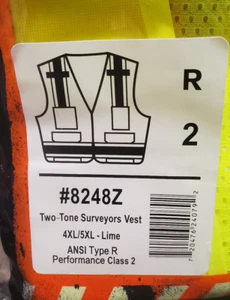 R
2
#8248Z
Two-Tone Surveyors Vest
4XL/5XL - Lime
ANSI Type R
Performance Class 2